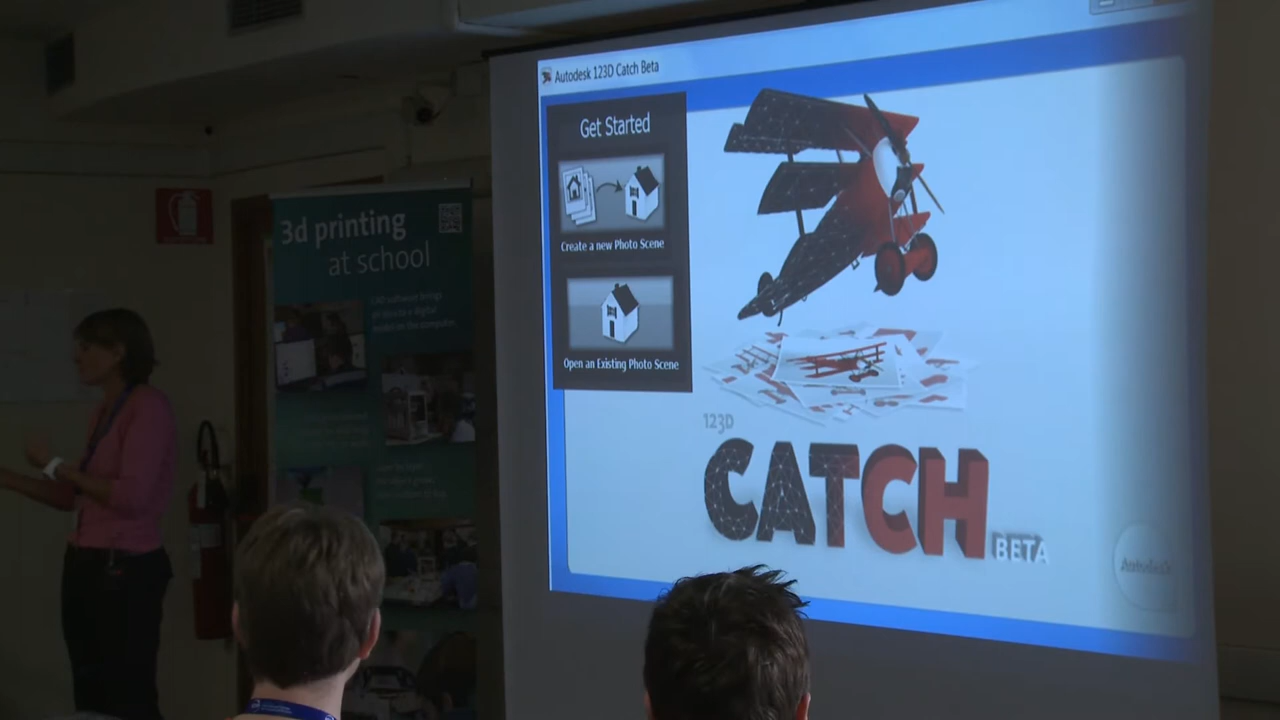 Autodesk 123D Catch Beta
Get Started
Create a new Photo Scene
Open an Existing Photo Scene
123D
CATCH
BETA
Autodesk
3d printing
at school